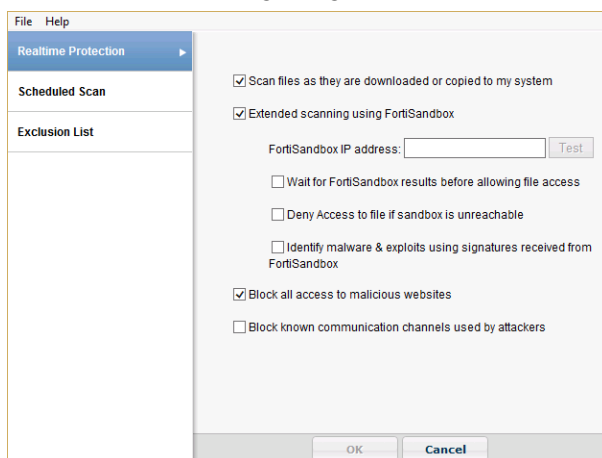 File Help
Realtime Protection
Scheduled Scan
Exclusion List
Scan files as they are downloaded or copied to my system
Extended scanning using FortiSandbox
FortiSandbox IP address:
Test
Wait for FortiSandbox results before allowing file access
Deny Access to file if sandbox is unreachable
Identify malware & exploits using signatures received from
FortiSandbox
Block all access to malicious websites
Block known communication channels used by attackers
OK
Cancel